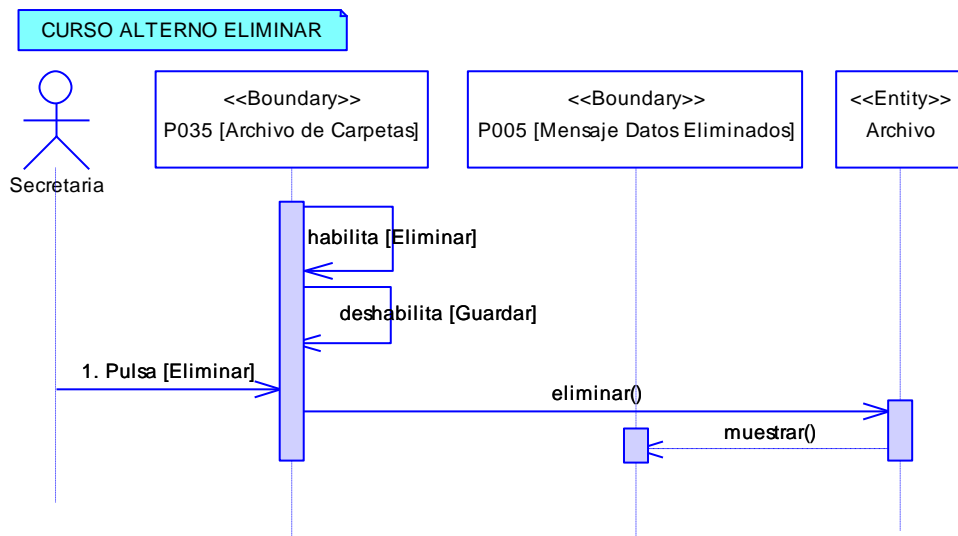 CURSO ALTERNO ELIMINAR
<<Boundary>>
P035 [Archivo de Carpetas]
<<Boundary>>
P005 [Mensaje Datos Eliminados]
<<Entity>>
Archivo
Secretaria
habilita [Eliminar]
deshabilita [Guardar]
1. Pulsa [Eliminar]
eliminar()
muestrar()